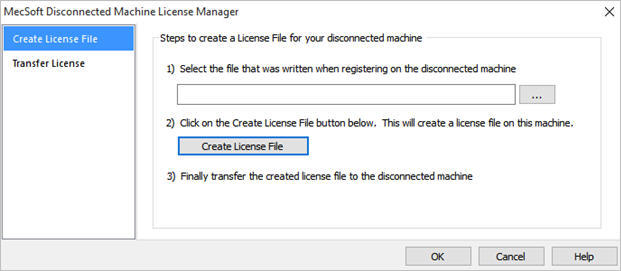 MecSoft Disconnected Machine License Manager
Create License File
Transfer License
Steps to create a License File for your disconnected machine
1) Select the file that was written when registering on the disconnected machine
...
2) Click on the Create License File button below. This will create a license file on this machine.
Create License File
3) Finally transfer the created license file to the disconnected machine
OK
Cancel
Help